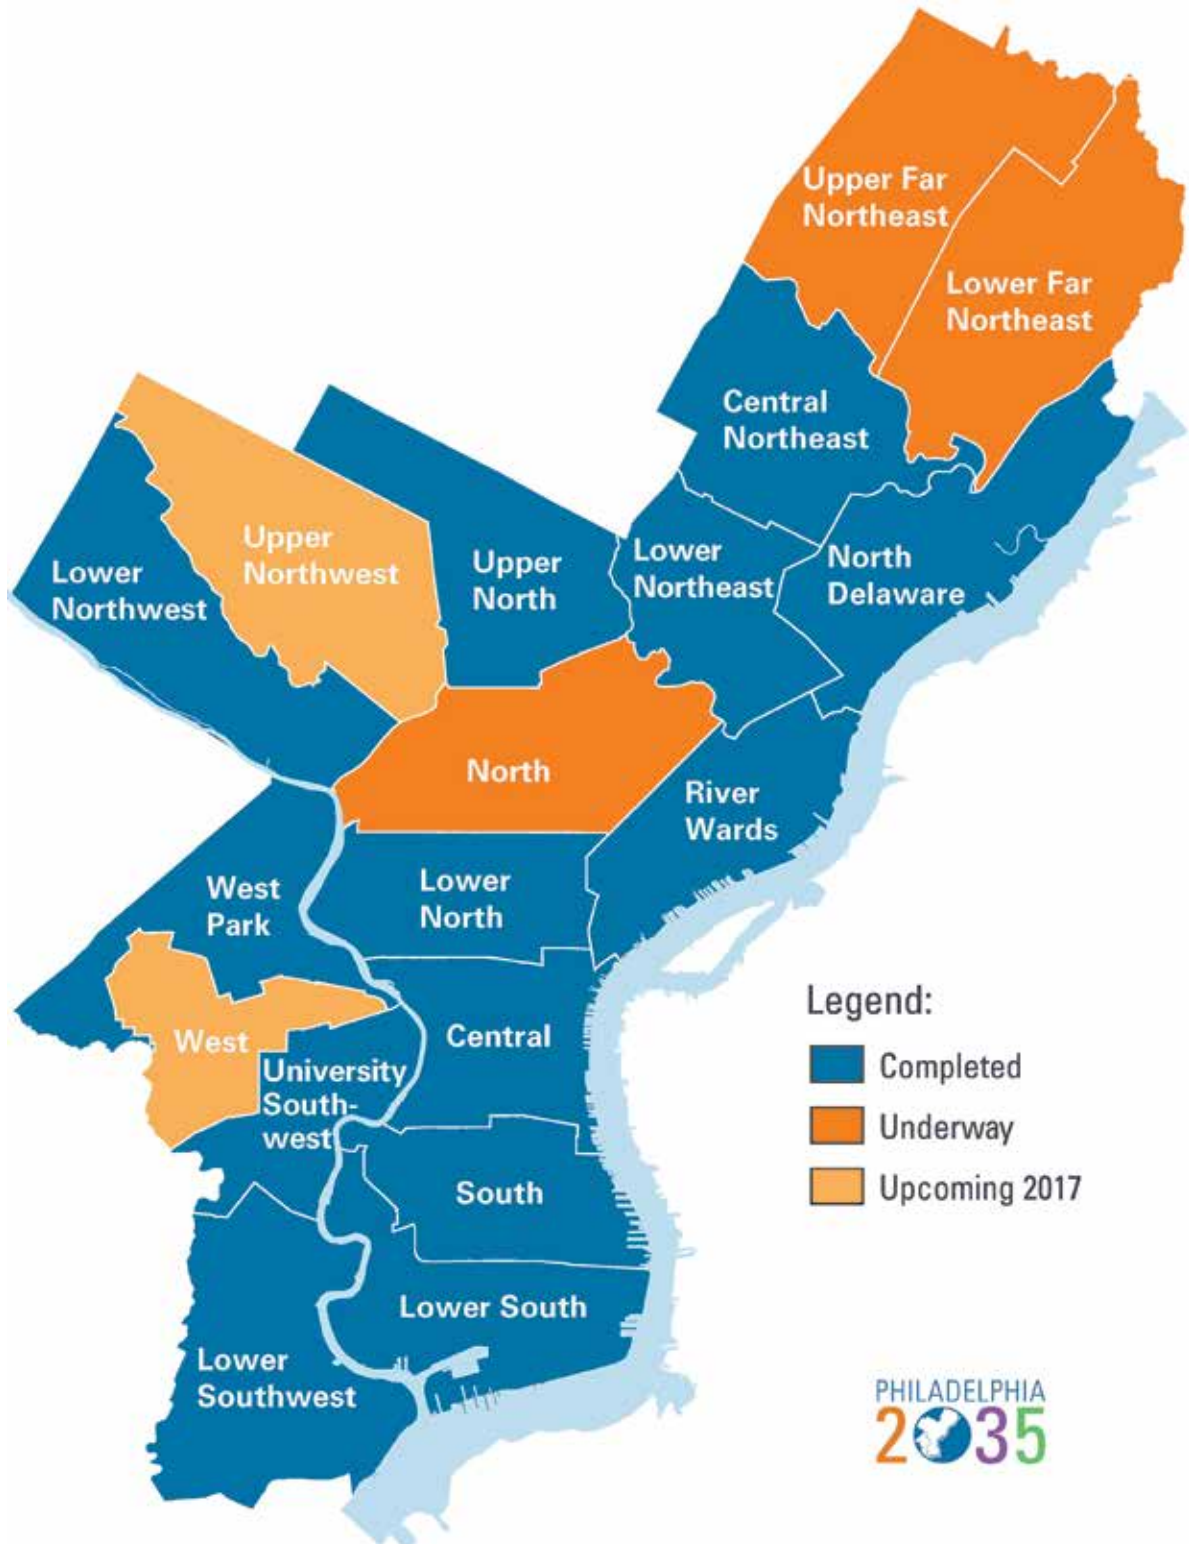 Upper Far
Northeast
Lower Far
Northeast
Central
Northeast
Upper
Northwest
Lower
Northwest
Upper
North
Lower
Northeast
North
Delaware
North
River
Wards
West
Park
Lower
North
West
Central
University
South-
west
South
Lower South
Lower
Southwest
Legend:
Completed
Underway
Upcoming 2017
PHILADELPHIA
2035